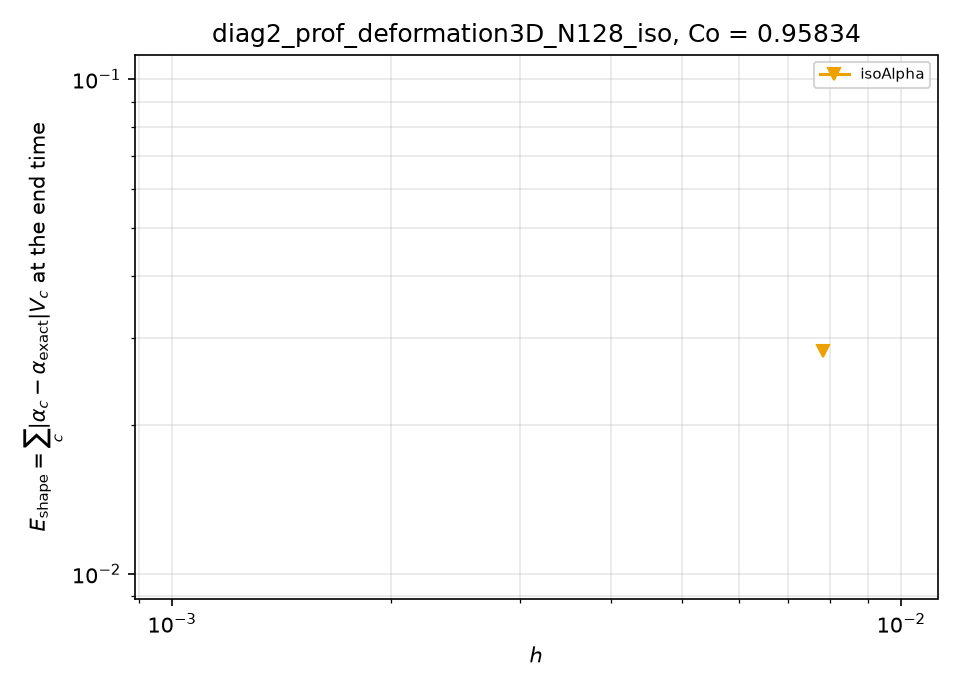 diag2_prof_deformation3D_N128_iso, Co = 0.95834
isoAlpha
10⁻¹
10⁻²
E_shape = ∑_c |α_c − α_exact|V_c at the end time
10⁻³
10⁻²
h